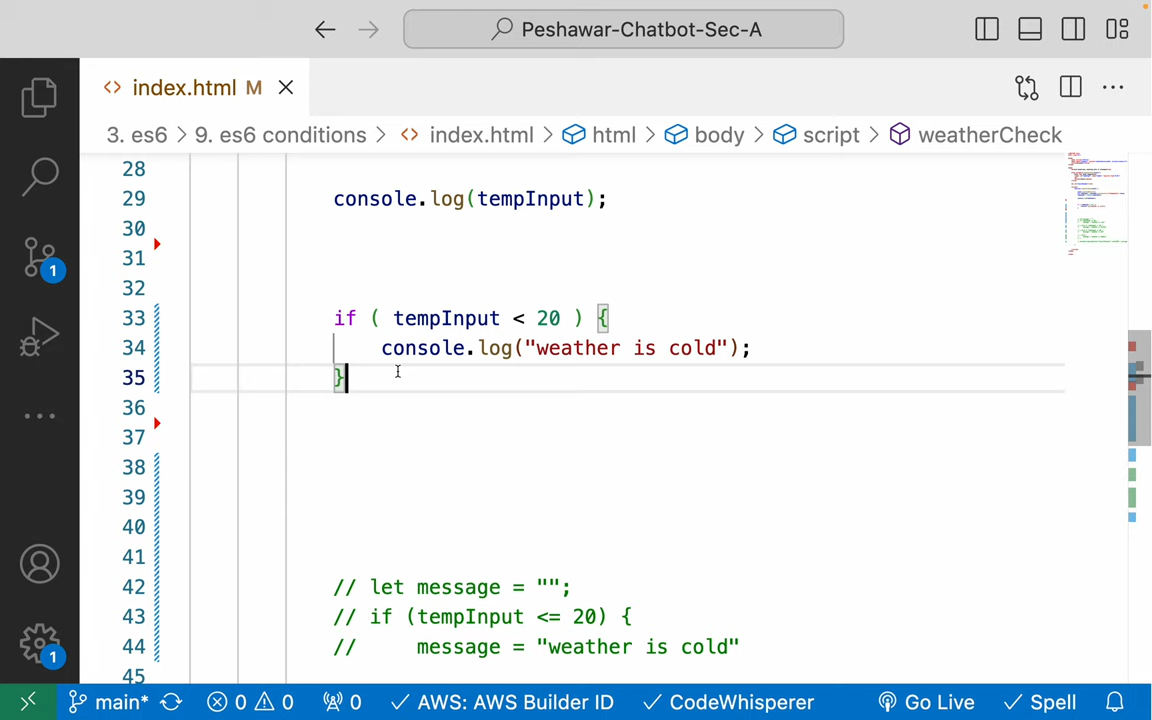 Peshawar-Chatbot-Sec-A
index.html M
3. es6 > 9. es6 conditions > index.html > html > body > script > weatherCheck
28
29 console.log(tempInput);
30
31
32
33 if ( tempInput < 20 ) {
34 console.log("weather is cold");
35 }
36
37
38
39
40
41
42 // let message = "";
43 // if (tempInput <= 20) {
44 // message = "weather is cold"
45
1
1
main* 0 0 0 AWS: AWS Builder ID CodeWhisperer Go Live Spell